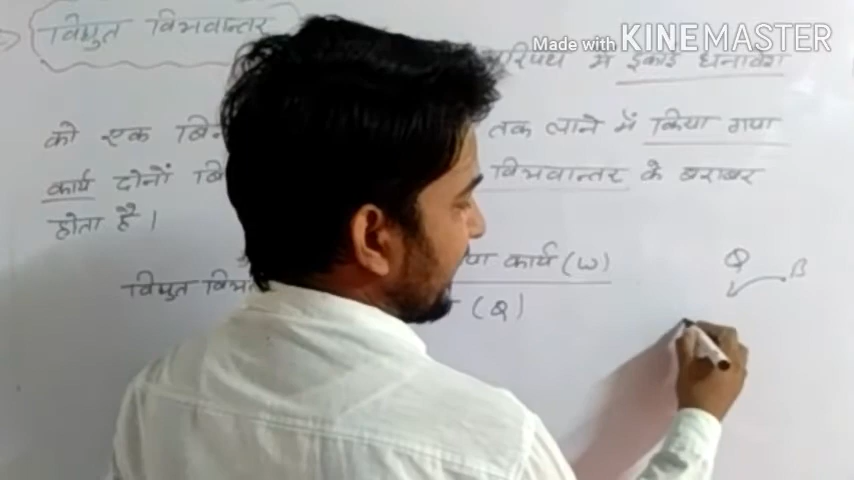 विद्युत विभवान्तर
Made with KINEMASTER
परिपथ में इकाई धनावेश
को एक तक लाने में किया गया
कार्य दोनों विभवान्तर के बराबर
होता है।
कार्य (W)
विद्युत
(Q)
Q
B